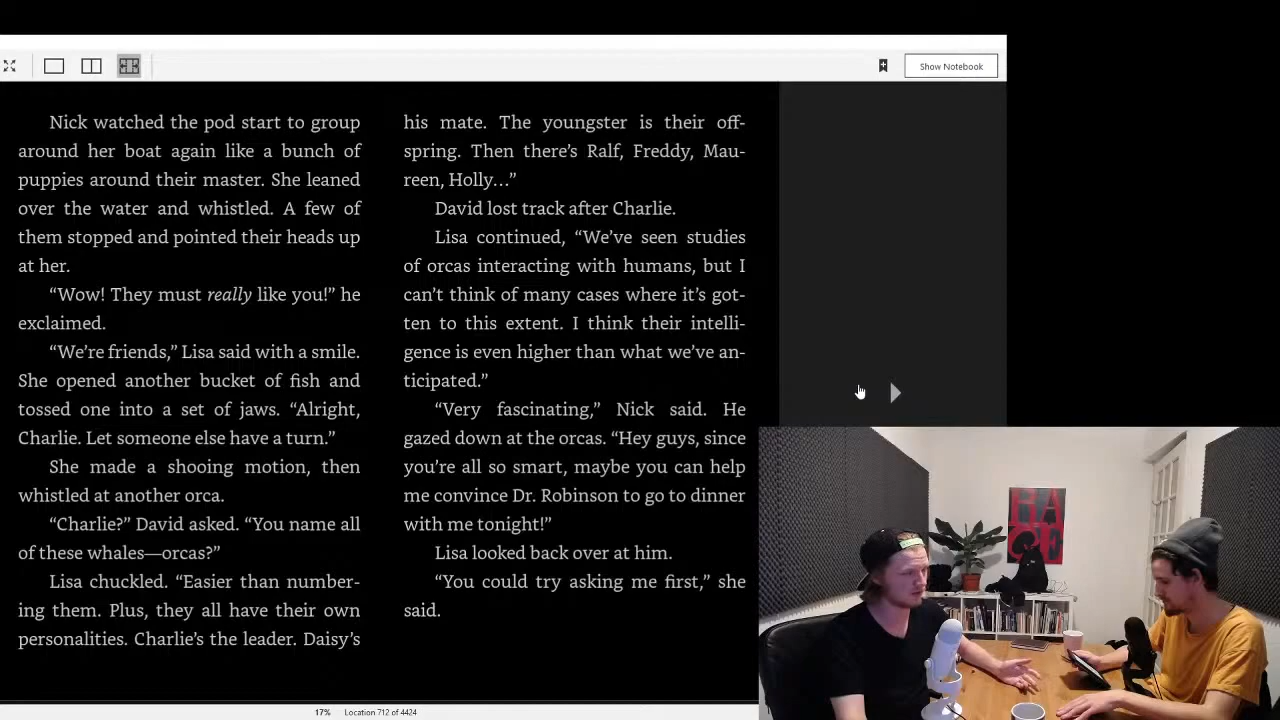 Show Notebook
Nick watched the pod start to group
around her boat again like a bunch of
puppies around their master. She leaned
over the water and whistled. A few of
them stopped and pointed their heads up
at her.
“Wow! They must really like you!” he
exclaimed.
“We’re friends,” Lisa said with a smile.
She opened another bucket of fish and
tossed one into a set of jaws. “Alright,
Charlie. Let someone else have a turn.”
She made a shooing motion, then
whistled at another orca.
“Charlie?” David asked. “You name all
of these whales—orcas?”
Lisa chuckled. “Easier than number-
ing them. Plus, they all have their own
personalities. Charlie’s the leader. Daisy’s
his mate. The youngster is their off-
spring. Then there’s Ralf, Freddy, Mau-
reen, Holly…”
David lost track after Charlie.
Lisa continued, “We’ve seen studies
of orcas interacting with humans, but I
can’t think of many cases where it’s got-
ten to this extent. I think their intelli-
gence is even higher than what we’ve an-
ticipated.”
“Very fascinating,” Nick said. He
gazed down at the orcas. “Hey guys, since
you’re all so smart, maybe you can help
me convince Dr. Robinson to go to dinner
with me tonight!”
Lisa looked back over at him.
“You could try asking me first,” she
said.
17% Location 712 of 4424